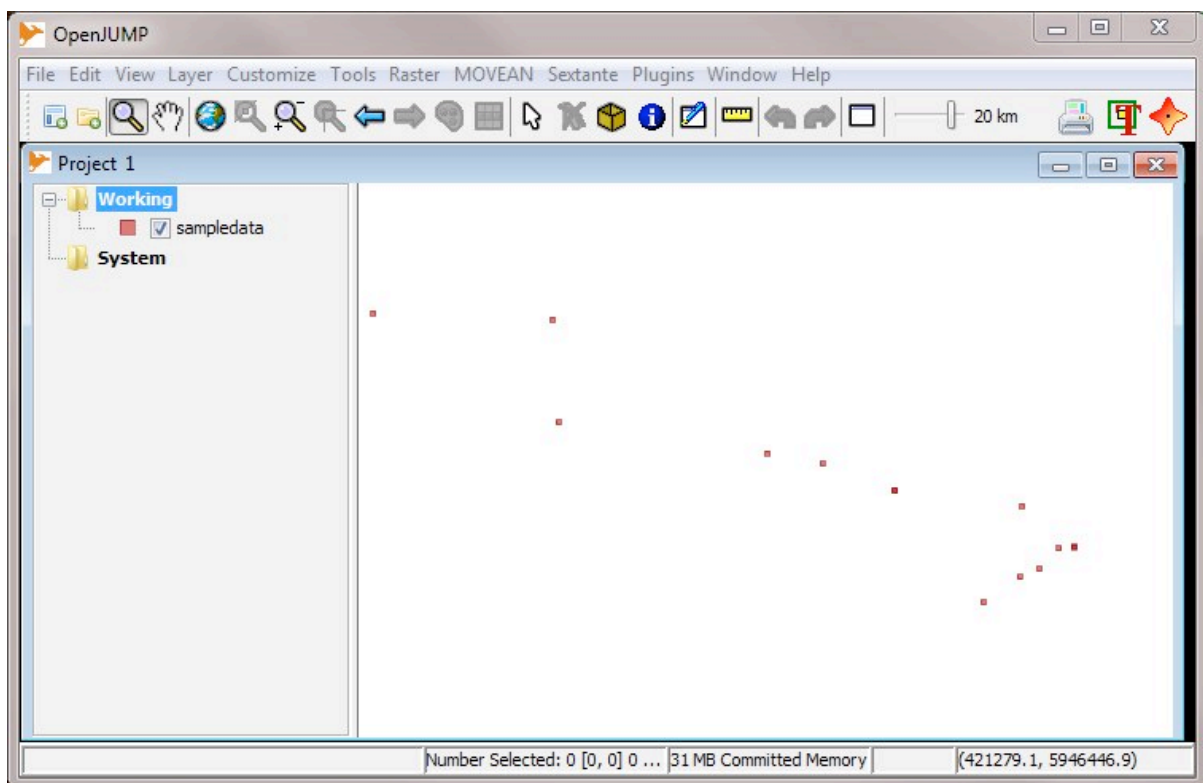 OpenJUMP
File Edit View Layer Customize Tools Raster MOVEAN Sextante Plugins Window Help
20 km
Project 1
Working
sampledata
System
Number Selected: 0 [0, 0] 0 ... 31 MB Committed Memory (421279.1, 5946446.9)